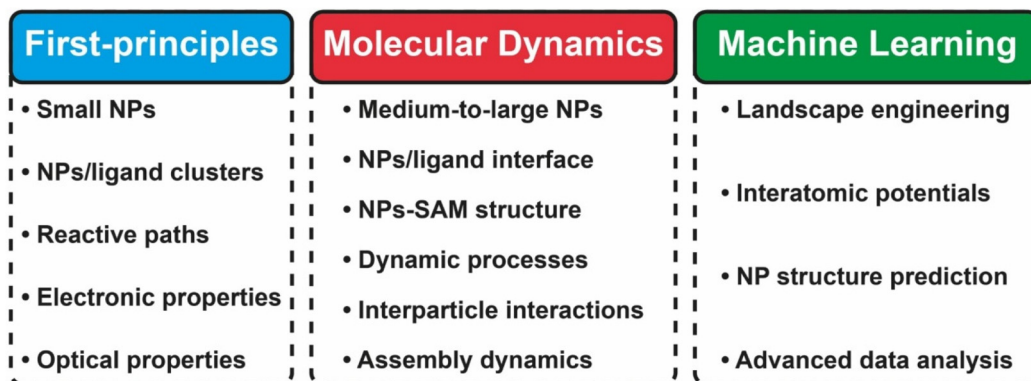 First-principles
• Small NPs
• NPs/ligand clusters
• Reactive paths
• Electronic properties
• Optical properties
Molecular Dynamics
• Medium-to-large NPs
• NPs/ligand interface
• NPs-SAM structure
• Dynamic processes
• Interparticle interactions
• Assembly dynamics
Machine Learning
• Landscape engineering
• Interatomic potentials
• NP structure prediction
• Advanced data analysis